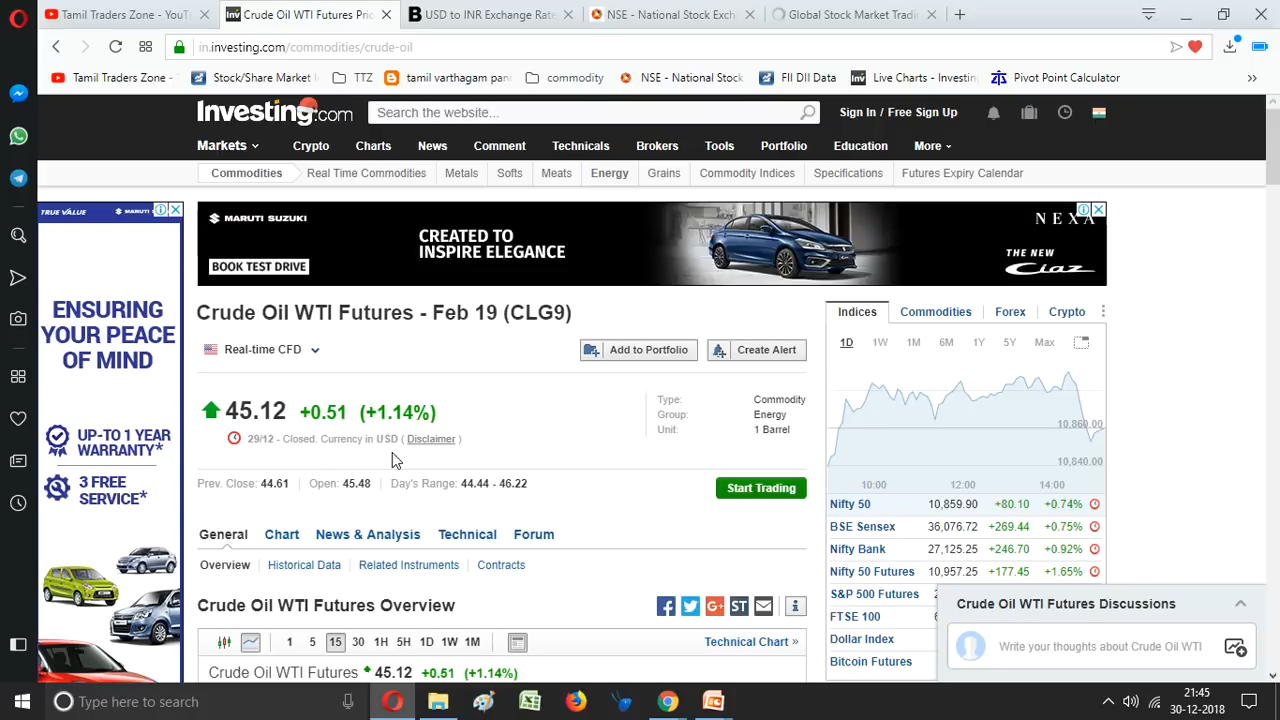 Tamil Traders Zone - YouT
Crude Oil WTI Futures Pric
USD to INR Exchange Rate
NSE - National Stock Exch
Global Stock Market Tradi
in.investing.com/commodities/crude-oil
Tamil Traders Zone -
Stock/Share Market
TTZ
tamil varthagam pan
commodity
NSE - National Stock
FII DII Data
Live Charts - Investin
Pivot Point Calculator
Investing.com
Search the website...
Sign In / Free Sign Up
Markets Crypto Charts News Comment Technicals Brokers Tools Portfolio Education More
Commodities Real Time Commodities Metals Softs Meats Energy Grains Commodity Indices Specifications Futures Expiry Calendar
TRUE VALUE MARUTI
ENSURING
YOUR PEACE
OF MIND
UP-TO 1 YEAR
WARRANTY*
3 FREE
SERVICE*
MARUTI SUZUKI
CREATED TO
INSPIRE ELEGANCE
BOOK TEST DRIVE
NEXA
THE NEW
Ciaz
Crude Oil WTI Futures - Feb 19 (CLG9)
Real-time CFD
Add to Portfolio
Create Alert
45.12 +0.51 (+1.14%)
29/12 - Closed. Currency in USD ( Disclaimer )
Type: Commodity
Group: Energy
Unit: 1 Barrel
Prev. Close: 44.61 Open: 45.48 Day's Range: 44.44 - 46.22
Start Trading
General Chart News & Analysis Technical Forum
Overview Historical Data Related Instruments Contracts
Crude Oil WTI Futures Overview
ST
1 5 15 30 1H 5H 1D 1W 1M
Technical Chart »
Crude Oil WTI Futures 45.12 +0.51 (+1.14%)
Indices Commodities Forex Crypto
1D 1W 1M 6M 1Y 5Y Max
10,860.00
10,840.00
10:00 12:00 14:00
Nifty 50 10,859.90 +80.10 +0.74%
BSE Sensex 36,076.72 +269.44 +0.75%
Nifty Bank 27,125.25 +246.70 +0.92%
Nifty 50 Futures 10,957.25 +177.45 +1.65%
S&P 500 Futures
FTSE 100
Dollar Index
Bitcoin Futures
Crude Oil WTI Futures Discussions
Write your thoughts about Crude Oil WTI
Type here to search
21:45
30-12-2018